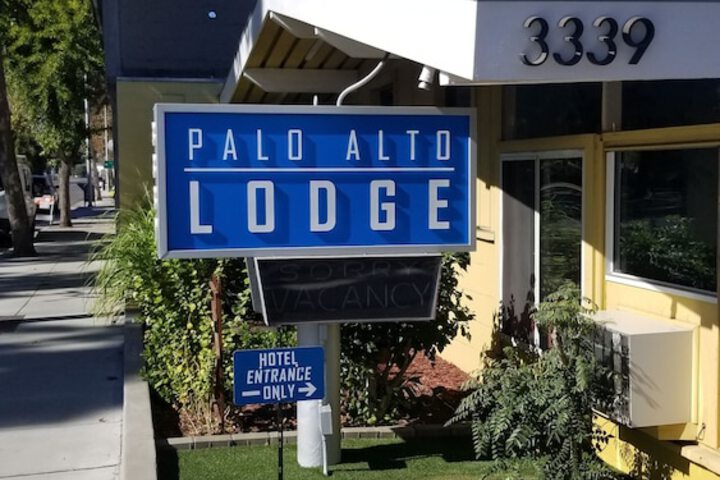 3339
PALO ALTO
LODGE
SORRY
VACANCY
HOTEL
ENTRANCE
ONLY